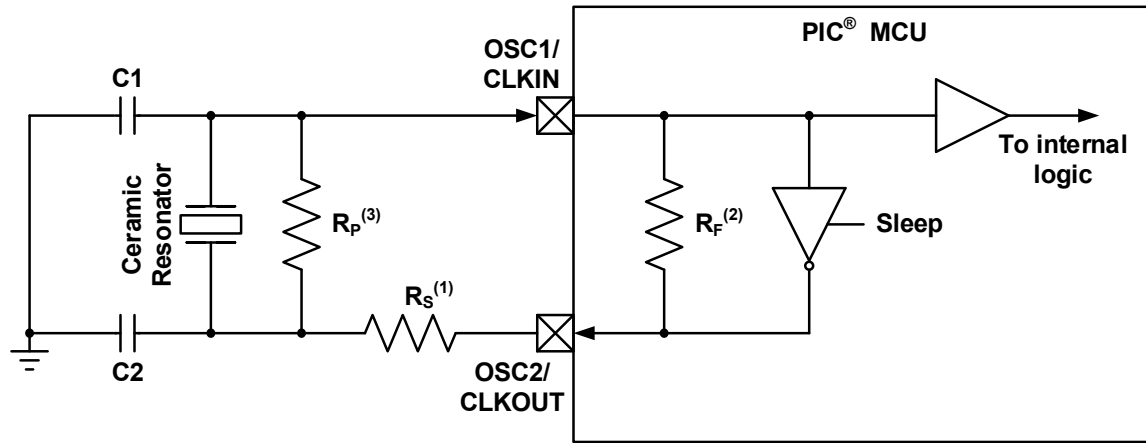 PIC® MCU
OSC1/
CLKIN
C1
To internal
logic
Ceramic
Resonator
RP(3)
RF(2)
Sleep
RS(1)
C2
OSC2/
CLKOUT